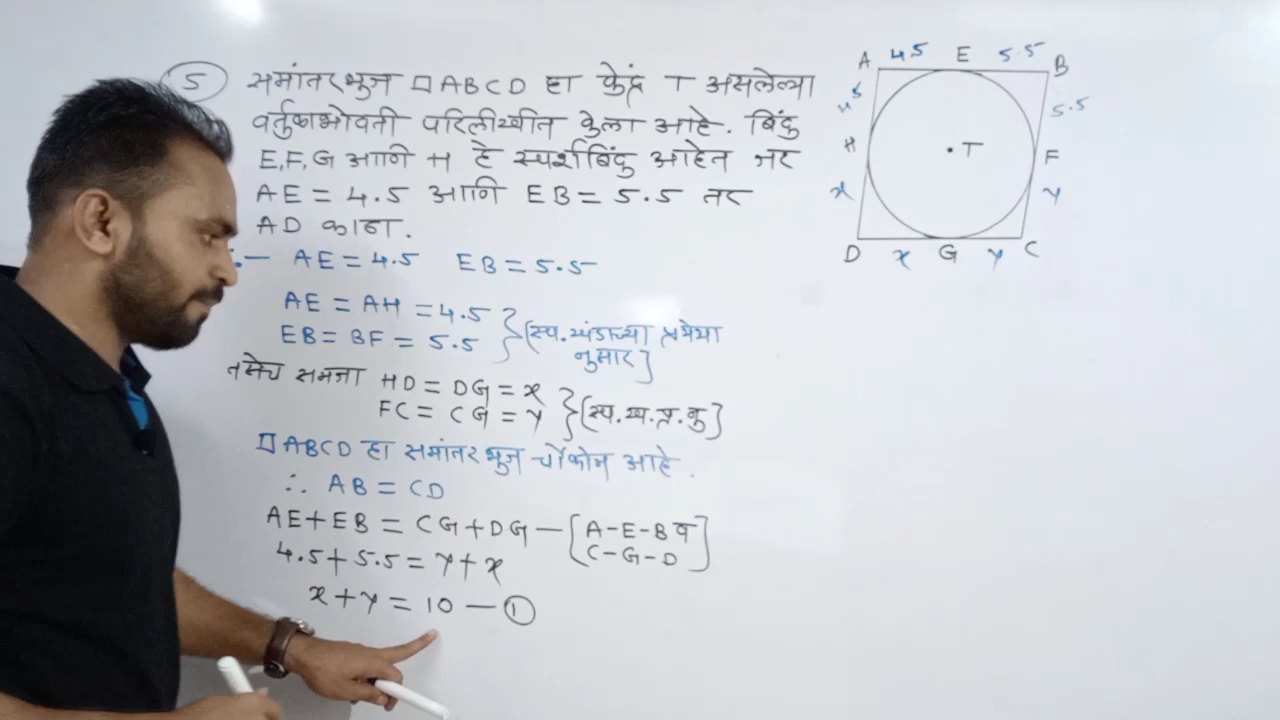 5 समांतरभुज □ABCD हा केंद्र T असलेल्या
वर्तुळाभोवती परिलीखीत केला आहे. बिंदु
E,F,G आणि H हे स्पर्शबिंदु आहेत जर
AE = 4.5 आणि EB = 5.5 तर
AD काढा.
:- AE = 4.5 EB = 5.5
AE = AH = 4.5
EB = BF = 5.5 } [स्प.खंडाच्या प्रमेया
नुसार]
तसेच समजा HD = DG = x
FC = CG = y } [स्प.ख.प्र.नु]
□ABCD हा समांतरभुज चौकोन आहे.
∴ AB = CD
AE+EB = CG+DG — [A-E-B व
C-G-D]
4.5+5.5 = y+x
x+y = 10 — ①
A 4.5 E 5.5 B
4.5 5.5
H T F
x y
D x G y C